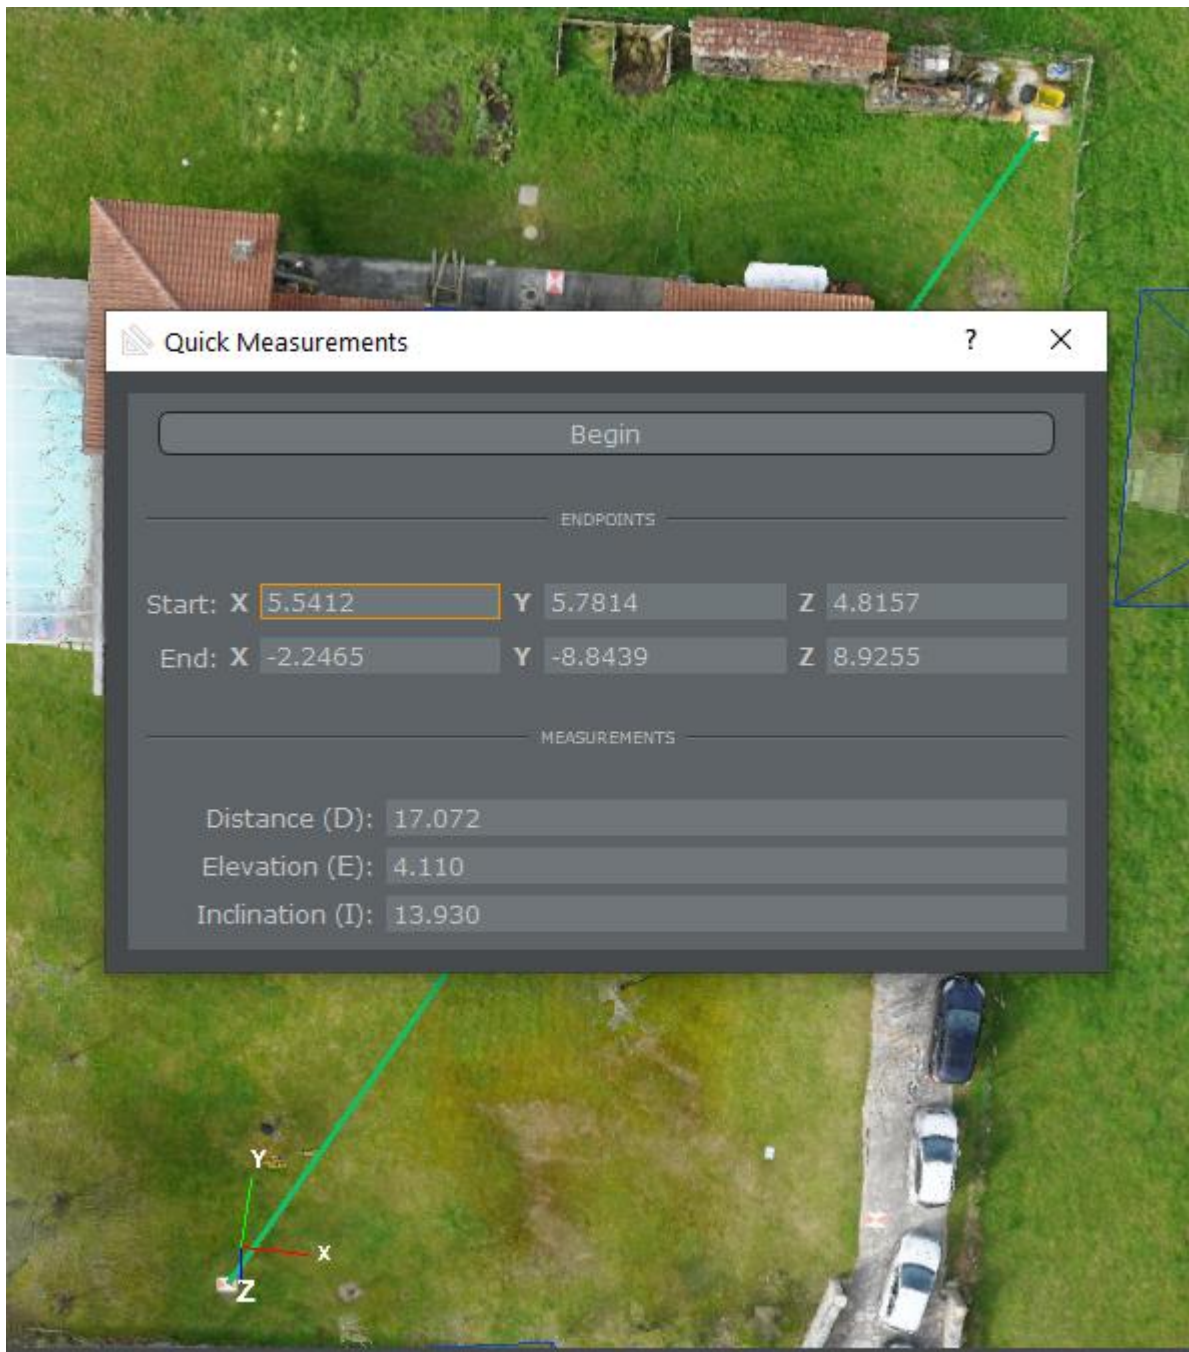 Quick Measurements ? ×
Begin
ENDPOINTS
Start: X 5.5412 Y 5.7814 Z 4.8157
End: X -2.2465 Y -8.8439 Z 8.9255
MEASUREMENTS
Distance (D): 17.072
Elevation (E): 4.110
Inclination (I): 13.930
Y
X
Z